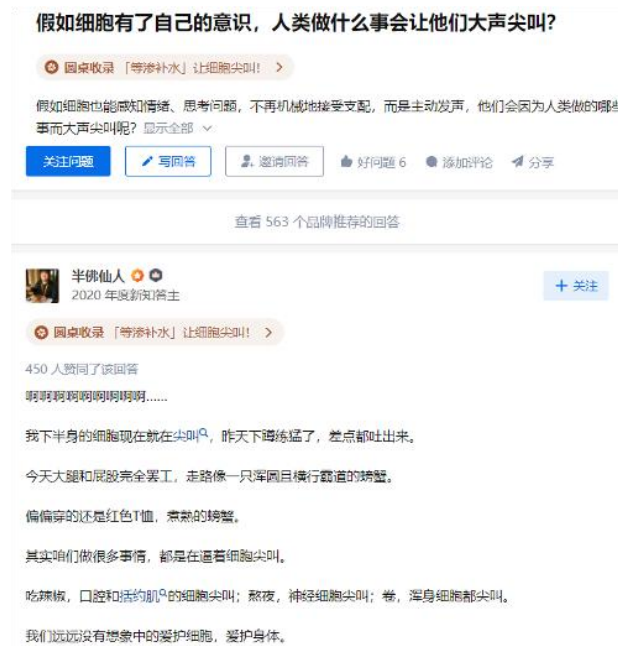 假如细胞有了自己的意识，人类做什么事会让他们大声尖叫？
圆桌收录 「等渗补水」让细胞尖叫！ >
假如细胞也能感知情绪、思考问题，不再机械地接受支配，而是主动发声，他们会因为人类做的哪些
事而大声尖叫呢？显示全部
关注问题 写回答 邀请回答 好问题 6 添加评论 分享
查看 563 个品牌推荐的回答
半佛仙人
2020 年度新知答主
+ 关注
圆桌收录 「等渗补水」让细胞尖叫！ >
450 人赞同了该回答
啊啊啊啊啊啊啊啊啊......
我下半身的细胞现在就在尖叫，昨天下蹲练猛了，差点都吐出来。
今天大腿和屁股完全罢工，走路像一只浑圆且横行霸道的螃蟹。
偏偏穿的还是红色T恤，煮熟的螃蟹。
其实咱们做很多事情，都是在逼着细胞尖叫。
吃辣椒，口腔和括约肌的细胞尖叫；熬夜，神经细胞尖叫；卷，浑身细胞都尖叫。
我们远远没有想象中的爱护细胞，爱护身体。